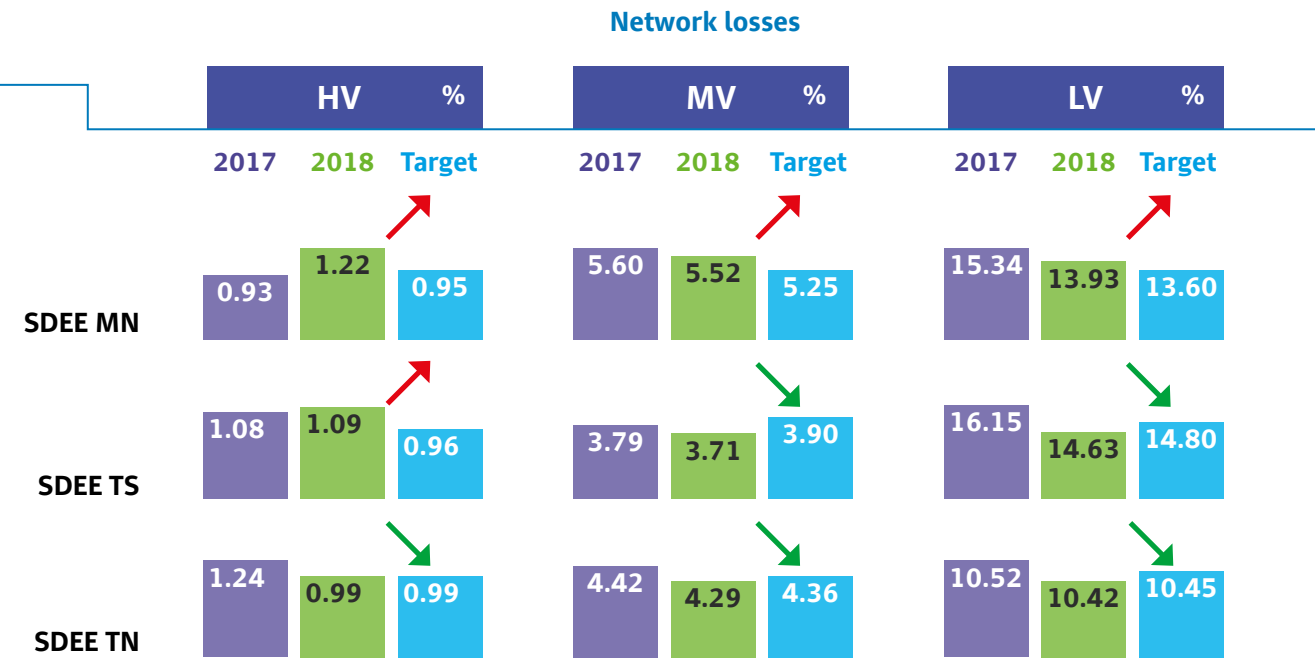 Network losses
HV % MV % LV %
2017 2018 Target 2017 2018 Target 2017 2018 Target
SDEE MN 0.93 1.22 0.95 5.60 5.52 5.25 15.34 13.93 13.60
SDEE TS 1.08 1.09 0.96 3.79 3.71 3.90 16.15 14.63 14.80
SDEE TN 1.24 0.99 0.99 4.42 4.29 4.36 10.52 10.42 10.45